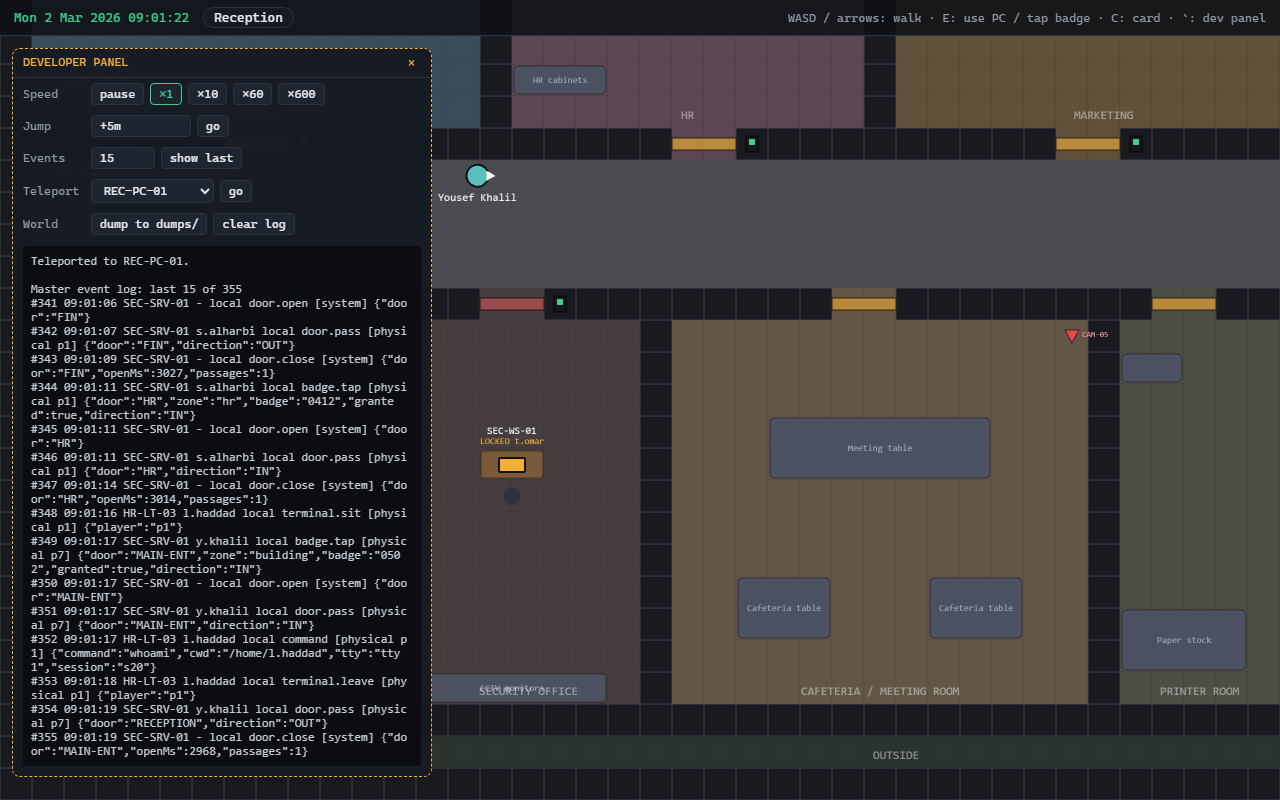 Mon 2 Mar 2026 09:01:22 Reception WASD / arrows: walk · E: use PC / tap badge · C: card · `: dev panel
DEVELOPER PANEL ×
Speed pause ×1 ×10 ×60 ×600
Jump +5m go
Events 15 show last
Teleport REC-PC-01 go
World dump to dumps/ clear log
Teleported to REC-PC-01.
Master event log: last 15 of 355
#341 09:01:06 SEC-SRV-01 - local door.open [system] {"doo
r":"FIN"}
#342 09:01:07 SEC-SRV-01 s.alharbi local door.pass [physi
cal p1] {"door":"FIN","direction":"OUT"}
#343 09:01:09 SEC-SRV-01 - local door.close [system] {"do
or":"FIN","openMs":3027,"passages":1}
#344 09:01:11 SEC-SRV-01 s.alharbi local badge.tap [physi
cal p1] {"door":"HR","zone":"hr","badge":"0412","grante
d":true,"direction":"IN"}
#345 09:01:11 SEC-SRV-01 - local door.open [system] {"doo
r":"HR"}
#346 09:01:11 SEC-SRV-01 s.alharbi local door.pass [physi
cal p1] {"door":"HR","direction":"IN"}
#347 09:01:14 SEC-SRV-01 - local door.close [system] {"do
or":"HR","openMs":3014,"passages":1}
#348 09:01:16 HR-LT-03 l.haddad local terminal.sit [physi
cal p1] {"player":"p1"}
#349 09:01:17 SEC-SRV-01 y.khalil local badge.tap [physic
al p7] {"door":"MAIN-ENT","zone":"building","badge":"050
2","granted":true,"direction":"IN"}
#350 09:01:17 SEC-SRV-01 - local door.open [system] {"doo
r":"MAIN-ENT"}
#351 09:01:17 SEC-SRV-01 y.khalil local door.pass [physic
al p7] {"door":"MAIN-ENT","direction":"IN"}
#352 09:01:17 HR-LT-03 l.haddad local command [physical p
1] {"command":"whoami","cwd":"/home/l.haddad","tty":"tty
1","session":"s20"}
#353 09:01:18 HR-LT-03 l.haddad local terminal.leave [phy
sical p1] {"player":"p1"}
#354 09:01:19 SEC-SRV-01 y.khalil local door.pass [physic
al p7] {"door":"RECEPTION","direction":"OUT"}
#355 09:01:19 SEC-SRV-01 - local door.close [system] {"do
or":"MAIN-ENT","openMs":2968,"passages":1}
HR cabinets
HR
MARKETING
Yousef Khalil
CAM-05
SEC-WS-01
LOCKED t.omar
Meeting table
Cafeteria table
Cafeteria table
Paper stock
CCTV monitors
SECURITY OFFICE
CAFETERIA / MEETING ROOM
PRINTER ROOM
OUTSIDE